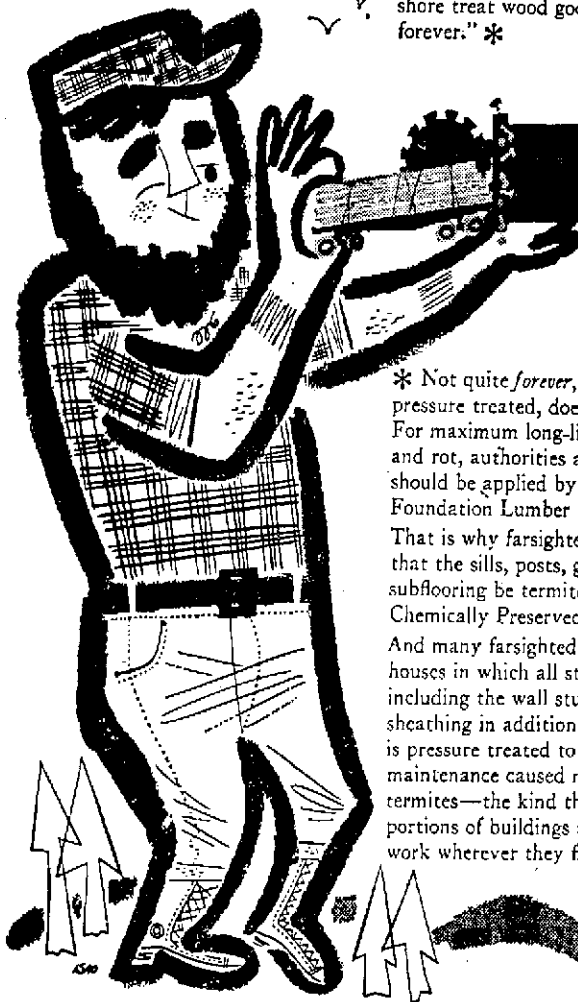 shore treat wood goo
forever." *
* Not quite forever,
pressure treated, doe
For maximum long-li
and rot, authorities a
should be applied by
Foundation Lumber
That is why farsighte
that the sills, posts, g
subflooring be termite
Chemically Preserved
And many farsighted
houses in which all st
including the wall stu
sheathing in addition
is pressure treated to
maintenance caused
termites—the kind th
portions of buildings
work wherever they f